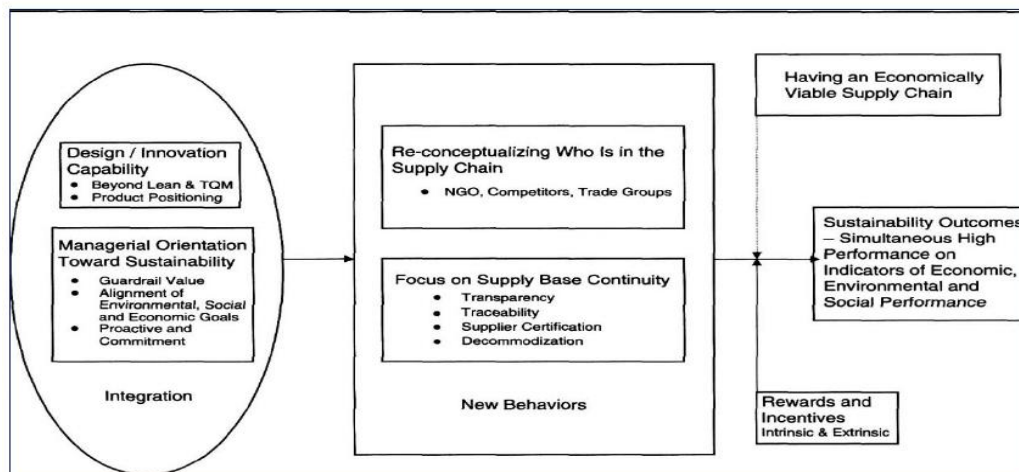 Design / Innovation
Capability
● Beyond Lean & TQM
● Product Positioning
Managerial Orientation
Toward Sustainability
● Guardrail Value
● Alignment of
Environmental, Social
and Economic Goals
● Proactive and
Commitment
Integration
Re-conceptualizing Who Is in the
Supply Chain
● NGO, Competitors, Trade Groups
Focus on Supply Base Continuity
● Transparency
● Traceability
● Supplier Certification
● Decommodization
New Behaviors
Having an Economically
Viable Supply Chain
Sustainability Outcomes
– Simultaneous High
Performance on
Indicators of Economic,
Environmental and
Social Performance
Rewards and
Incentives
Intrinsic & Extrinsic